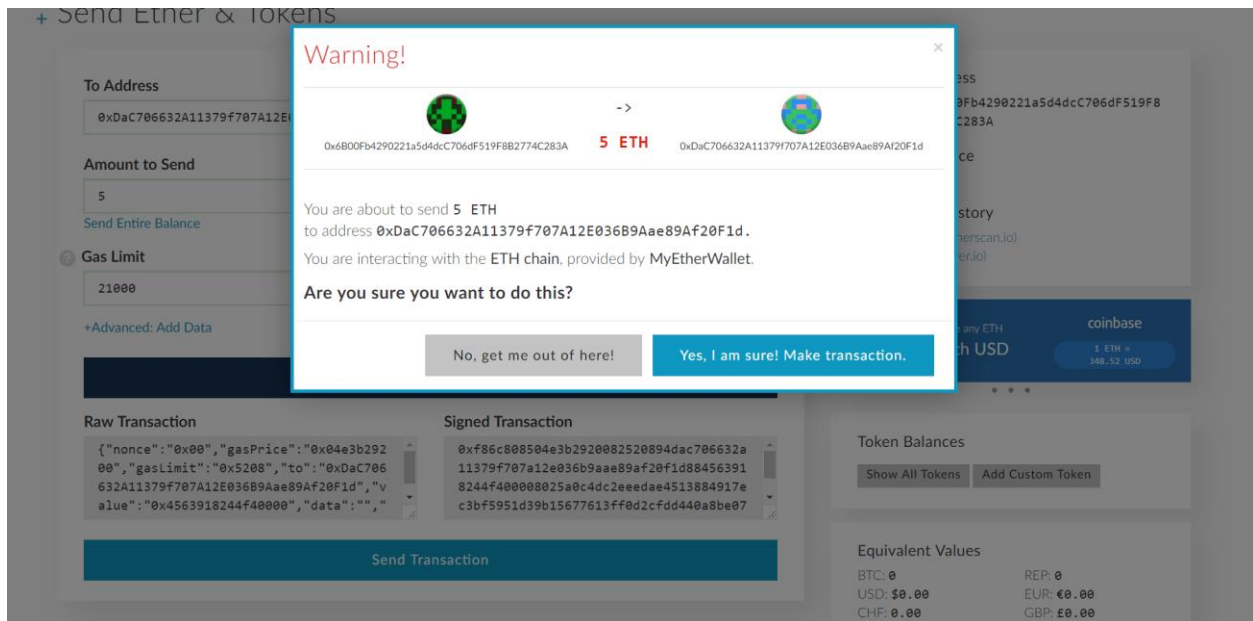 + Send Ether & Tokens
Warning!
×
To Address
0xDaC706632A11379f707A12E
->
5 ETH
0x6B00Fb4290221a5d4dcC706dF519F8B2774C283A
0xDaC706632A11379f707A12E036B9Aae89Af20F1d
Amount to Send
5
Send Entire Balance
You are about to send 5 ETH
to address 0xDaC706632A11379f707A12E036B9Aae89Af20F1d.
You are interacting with the ETH chain, provided by MyEtherWallet.
Are you sure you want to do this?
No, get me out of here!
Yes, I am sure! Make transaction.
Gas Limit
21000
+Advanced: Add Data
ess
0Fb4290221a5d4dcC706dF519F8
C283A
ce
story
herscan.io)
er.io)
any ETH
h USD
coinbase
1 ETH ≈
348.52 USD
Raw Transaction
{"nonce":"0x00","gasPrice":"0x04e3b292
00","gasLimit":"0x5208","to":"0xDaC706
632A11379f707A12E036B9Aae89Af20F1d","v
alue":"0x4563918244f40000","data":"","
Signed Transaction
0xf86c808504e3b2920082520894dac706632a
11379f707a12e036b9aae89af20f1d88456391
8244f400008025a0c4dc2eeedae4513884917e
c3bf5951d39b15677613ff0d2cfdd440a8be07
Send Transaction
Token Balances
Show All Tokens
Add Custom Token
Equivalent Values
BTC: 0
REP: 0
USD: $0.00
EUR: €0.00
CHF: 0.00
GBP: £0.00